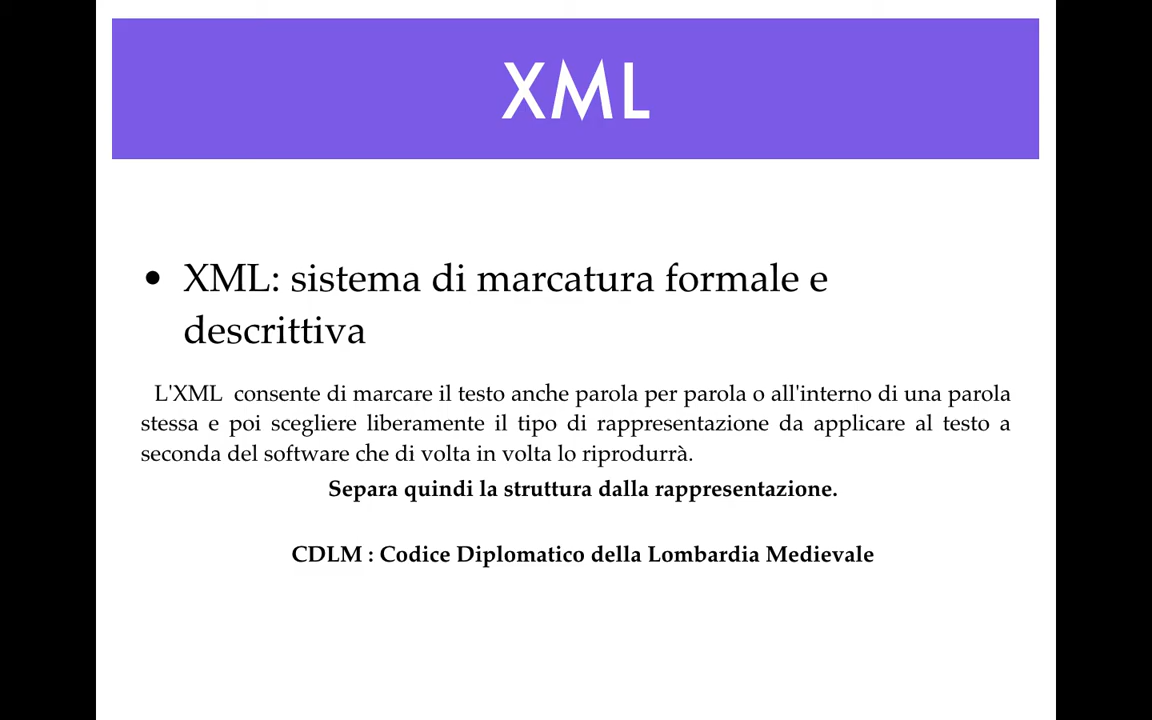 XML
• XML: sistema di marcatura formale e
descrittiva
L'XML consente di marcare il testo anche parola per parola o all'interno di una parola
stessa e poi scegliere liberamente il tipo di rappresentazione da applicare al testo a
seconda del software che di volta in volta lo riprodurrà.
Separa quindi la struttura dalla rappresentazione.
CDLM : Codice Diplomatico della Lombardia Medievale